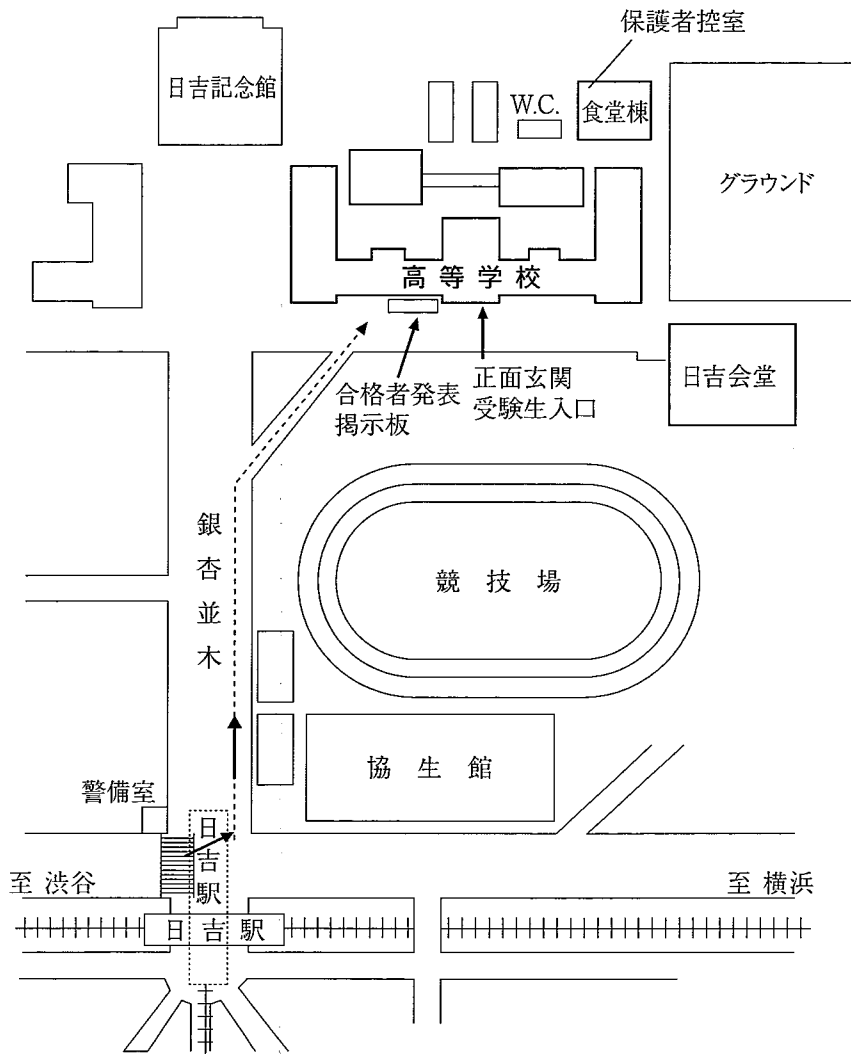 保護者控室
日吉記念館
W.C.
食堂棟
グラウンド
高等学校
合格者発表
掲示板
正面玄関
受験生入口
日吉会堂
銀杏並木
競技場
協生館
警備室
日吉駅
至 渋谷
至 横浜
日吉駅